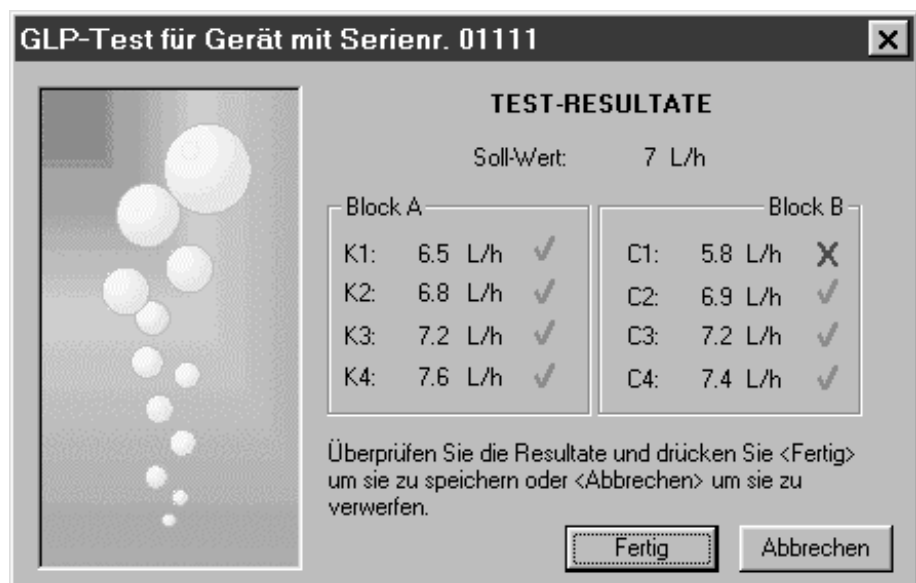 GLP-Test für Gerät mit Serienr. 01111
TEST-RESULTATE
Soll-Wert: 7 L/h
Block A
K1: 6.5 L/h ✓
K2: 6.8 L/h ✓
K3: 7.2 L/h ✓
K4: 7.6 L/h ✓
Block B
C1: 5.8 L/h X
C2: 6.9 L/h ✓
C3: 7.2 L/h ✓
C4: 7.4 L/h ✓
Überprüfen Sie die Resultate und drücken Sie <Fertig>
um sie zu speichern oder <Abbrechen> um sie zu
verwerfen.
Fertig
Abbrechen